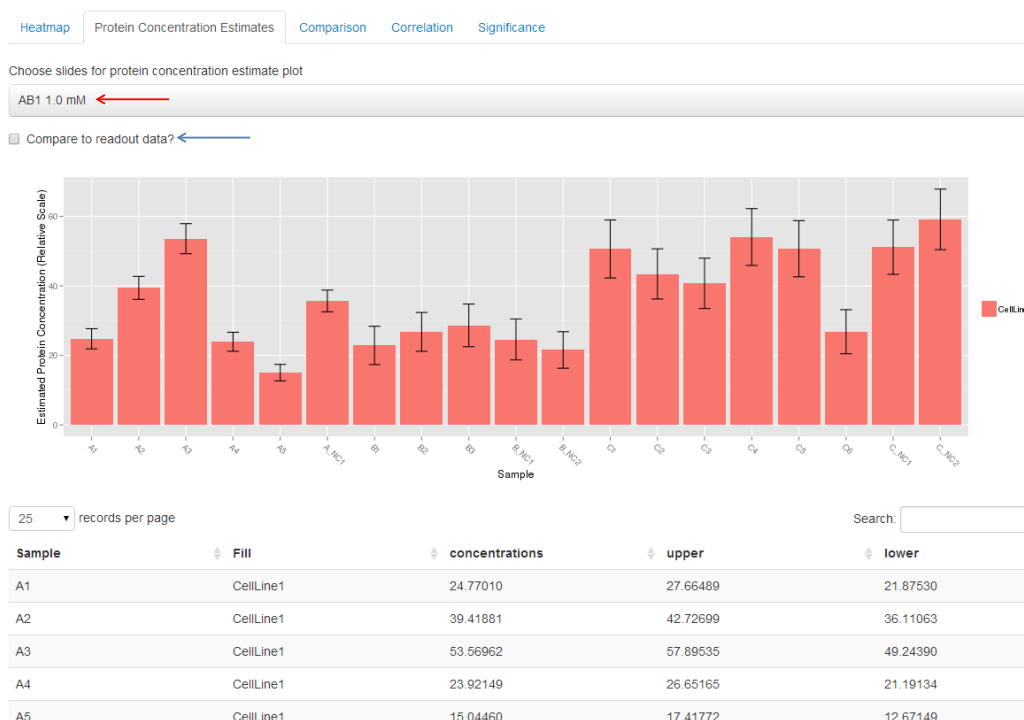 Heatmap Protein Concentration Estimates Comparison Correlation Significance
Choose slides for protein concentration estimate plot
AB1 1.0 mM
Compare to readout data?
Estimated Protein Concentration (Relative Scale)
60
40
20
0
CellLin
A1 A2 A3 A4 A5 A_NC1 B1 B2 B3 B_NC1 B_NC2 C1 C2 C3 C4 C5 C6 C_NC1 C_NC2
Sample
25 records per page Search:
Sample Fill concentrations upper lower
A1 CellLine1 24.77010 27.66489 21.87530
A2 CellLine1 39.41881 42.72699 36.11063
A3 CellLine1 53.56962 57.89535 49.24390
A4 CellLine1 23.92149 26.65165 21.19134
A5 CellLine1 15.04460 17.41772 12.67149